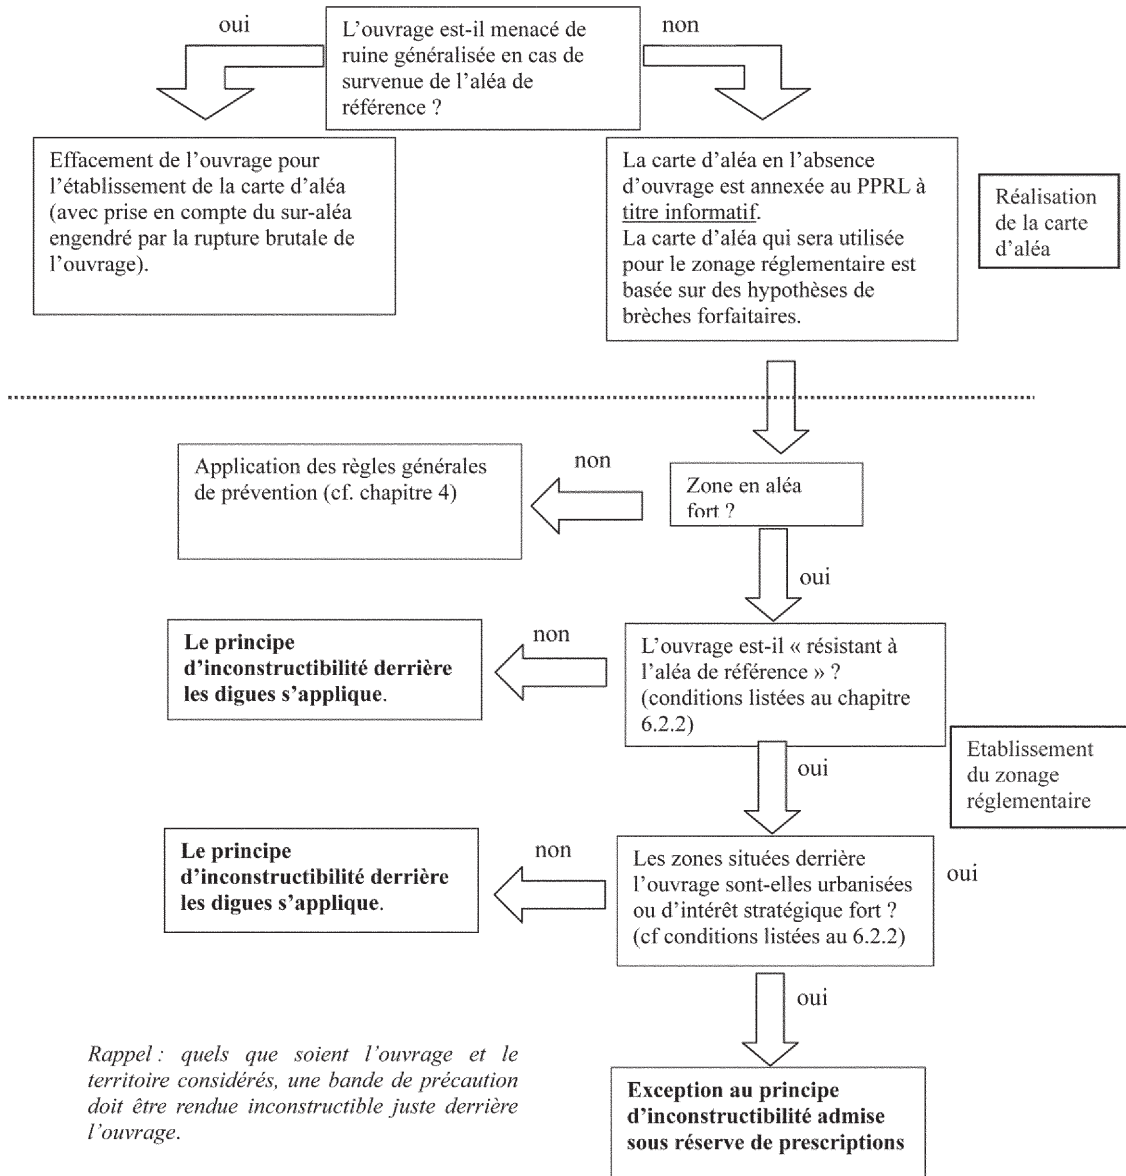 oui
L'ouvrage est-il menacé de
ruine généralisée en cas de
survenue de l'aléa de
référence ?
non
Effacement de l'ouvrage pour
l'établissement de la carte d'aléa
(avec prise en compte du sur-aléa
engendré par la rupture brutale de
l'ouvrage).
La carte d'aléa en l'absence
d'ouvrage est annexée au PPRL à
titre informatif.
La carte d'aléa qui sera utilisée
pour le zonage réglementaire est
basée sur des hypothèses de
brèches forfaitaires.
Réalisation
de la carte
d'aléa
Application des règles générales
de prévention (cf. chapitre 4)
non
Zone en aléa
fort ?
oui
Le principe
d'inconstructibilité derrière
les digues s'applique.
non
L'ouvrage est-il « résistant à
l'aléa de référence » ?
(conditions listées au chapitre
6.2.2)
oui
Etablissement
du zonage
réglementaire
Le principe
d'inconstructibilité derrière
les digues s'applique.
non
Les zones situées derrière
l'ouvrage sont-elles urbanisées
ou d'intérêt stratégique fort ?
(cf conditions listées au 6.2.2)
oui
oui
Rappel : quels que soient l'ouvrage et le
territoire considérés, une bande de précaution
doit être rendue inconstructible juste derrière
l'ouvrage.
Exception au principe
d'inconstructibilité admise
sous réserve de prescriptions